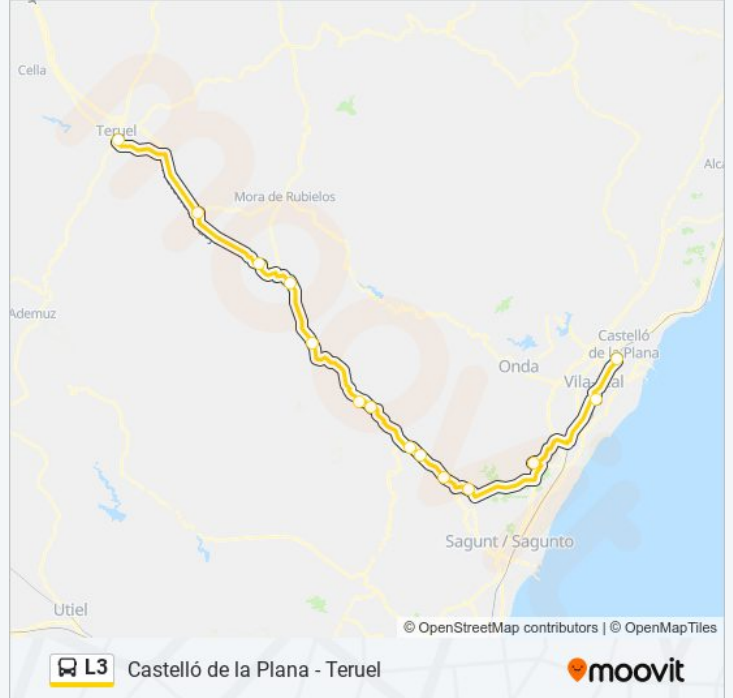 Cella
Teruel
Alca
Mora de Rubielos
Ademuz
Castelló
de la Plana
Onda
Vila-real
Sagunt / Sagunto
Utiel
© OpenStreetMap contributors | © OpenMapTiles
L3 Castelló de la Plana - Teruel
moovit